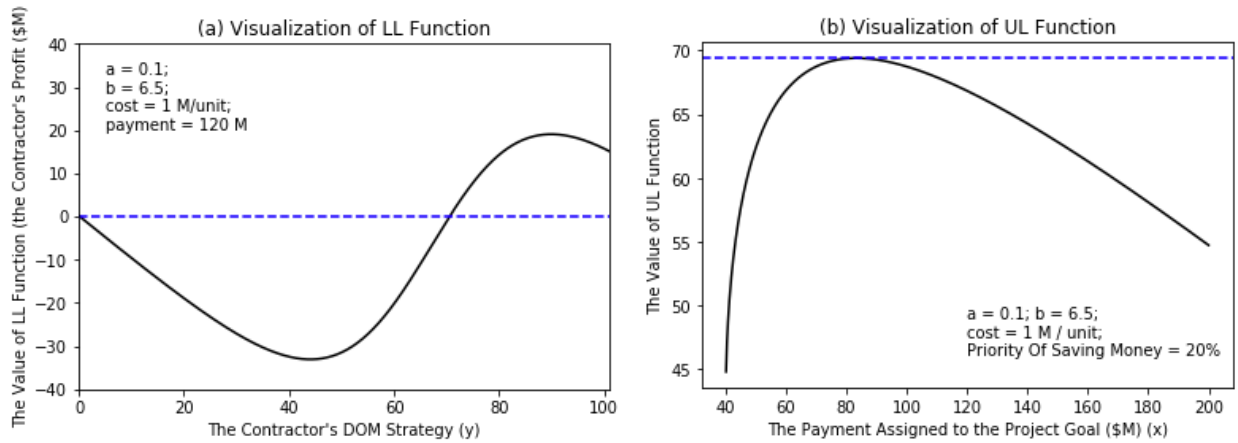 (a) Visualization of LL Function
The Value of LL Function (the Contractor's Profit ($M)
40
30
20
10
0
−10
−20
−30
−40
a = 0.1;
b = 6.5;
cost = 1 M/unit;
payment = 120 M
0 20 40 60 80 100
The Contractor's DOM Strategy (y)
(b) Visualization of UL Function
The Value of UL Function
70
65
60
55
50
45
a = 0.1; b = 6.5;
cost = 1 M / unit;
Priority Of Saving Money = 20%
40 60 80 100 120 140 160 180 200
The Payment Assigned to the Project Goal ($M) (x)